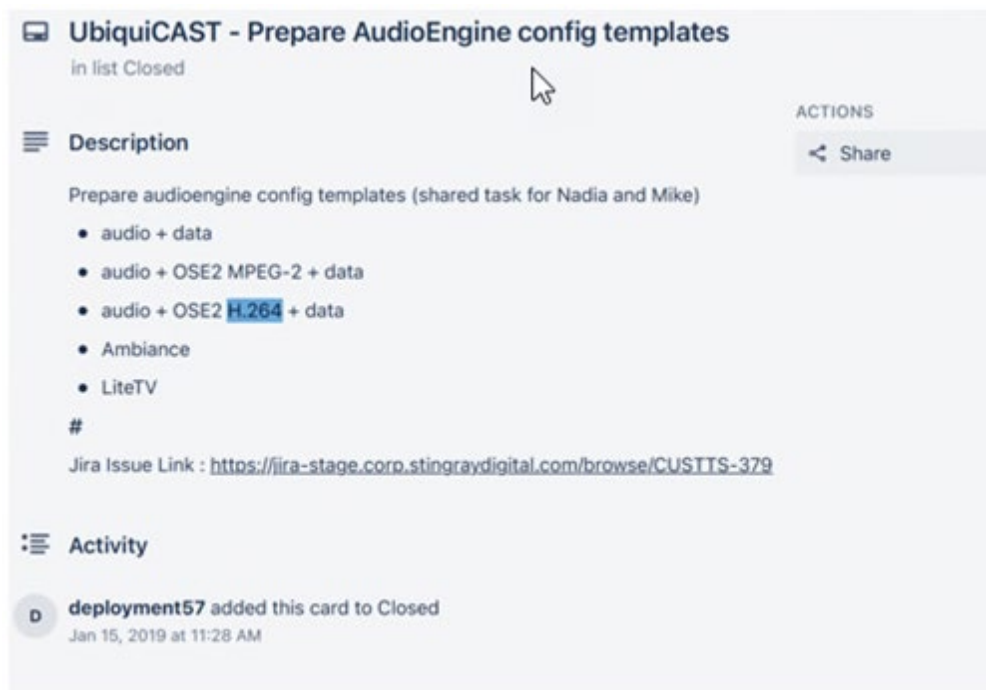 UbiquiCAST - Prepare AudioEngine config templates
in list Closed
ACTIONS
Share
Description
Prepare audioengine config templates (shared task for Nadia and Mike)
• audio + data
• audio + OSE2 MPEG-2 + data
• audio + OSE2 H.264 + data
• Ambiance
• LiteTV
#
Jira Issue Link : https://jira-stage.corp.stingraydigital.com/browse/CUSTTS-379
Activity
D
deployment57 added this card to Closed
Jan 15, 2019 at 11:28 AM